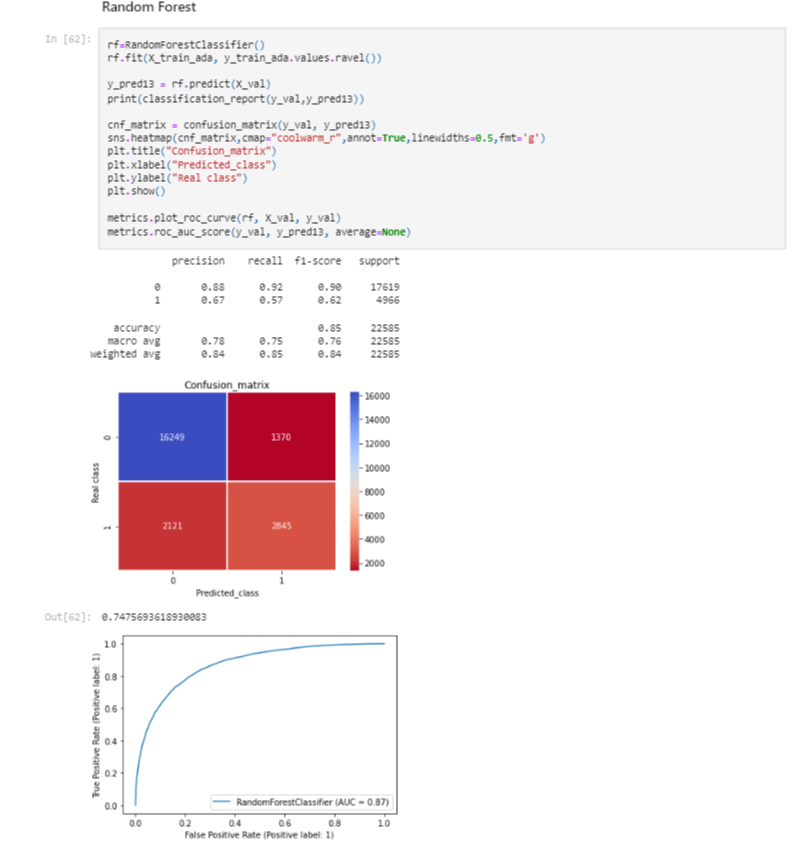 Random Forest
In [62]:
rf=RandomForestClassifier()
rf.fit(X_train_ada, y_train_ada.values.ravel())
y_pred13 = rf.predict(X_val)
print(classification_report(y_val,y_pred13))
cnf_matrix = confusion_matrix(y_val, y_pred13)
sns.heatmap(cnf_matrix,cmap="coolwarm_r",annot=True,linewidths=0.5,fmt='g')
plt.title("Confusion_matrix")
plt.xlabel("Predicted_class")
plt.ylabel("Real class")
plt.show()
metrics.plot_roc_curve(rf, X_val, y_val)
metrics.roc_auc_score(y_val, y_pred13, average=None)
precision recall f1-score support
0 0.88 0.92 0.90 17619
1 0.67 0.57 0.62 4966
accuracy 0.85 22585
macro avg 0.78 0.75 0.76 22585
weighted avg 0.84 0.85 0.84 22585
Confusion_matrix
16249 1370
2121 2845
0
1
Real class
0 1
Predicted_class
16000
14000
12000
10000
8000
6000
4000
2000
Out[62]: 0.7475693618930083
1.0
0.8
0.6
0.4
0.2
0.0
True Positive Rate (Positive label: 1)
RandomForestClassifier (AUC = 0.87)
0.0 0.2 0.4 0.6 0.8 1.0
False Positive Rate (Positive label: 1)